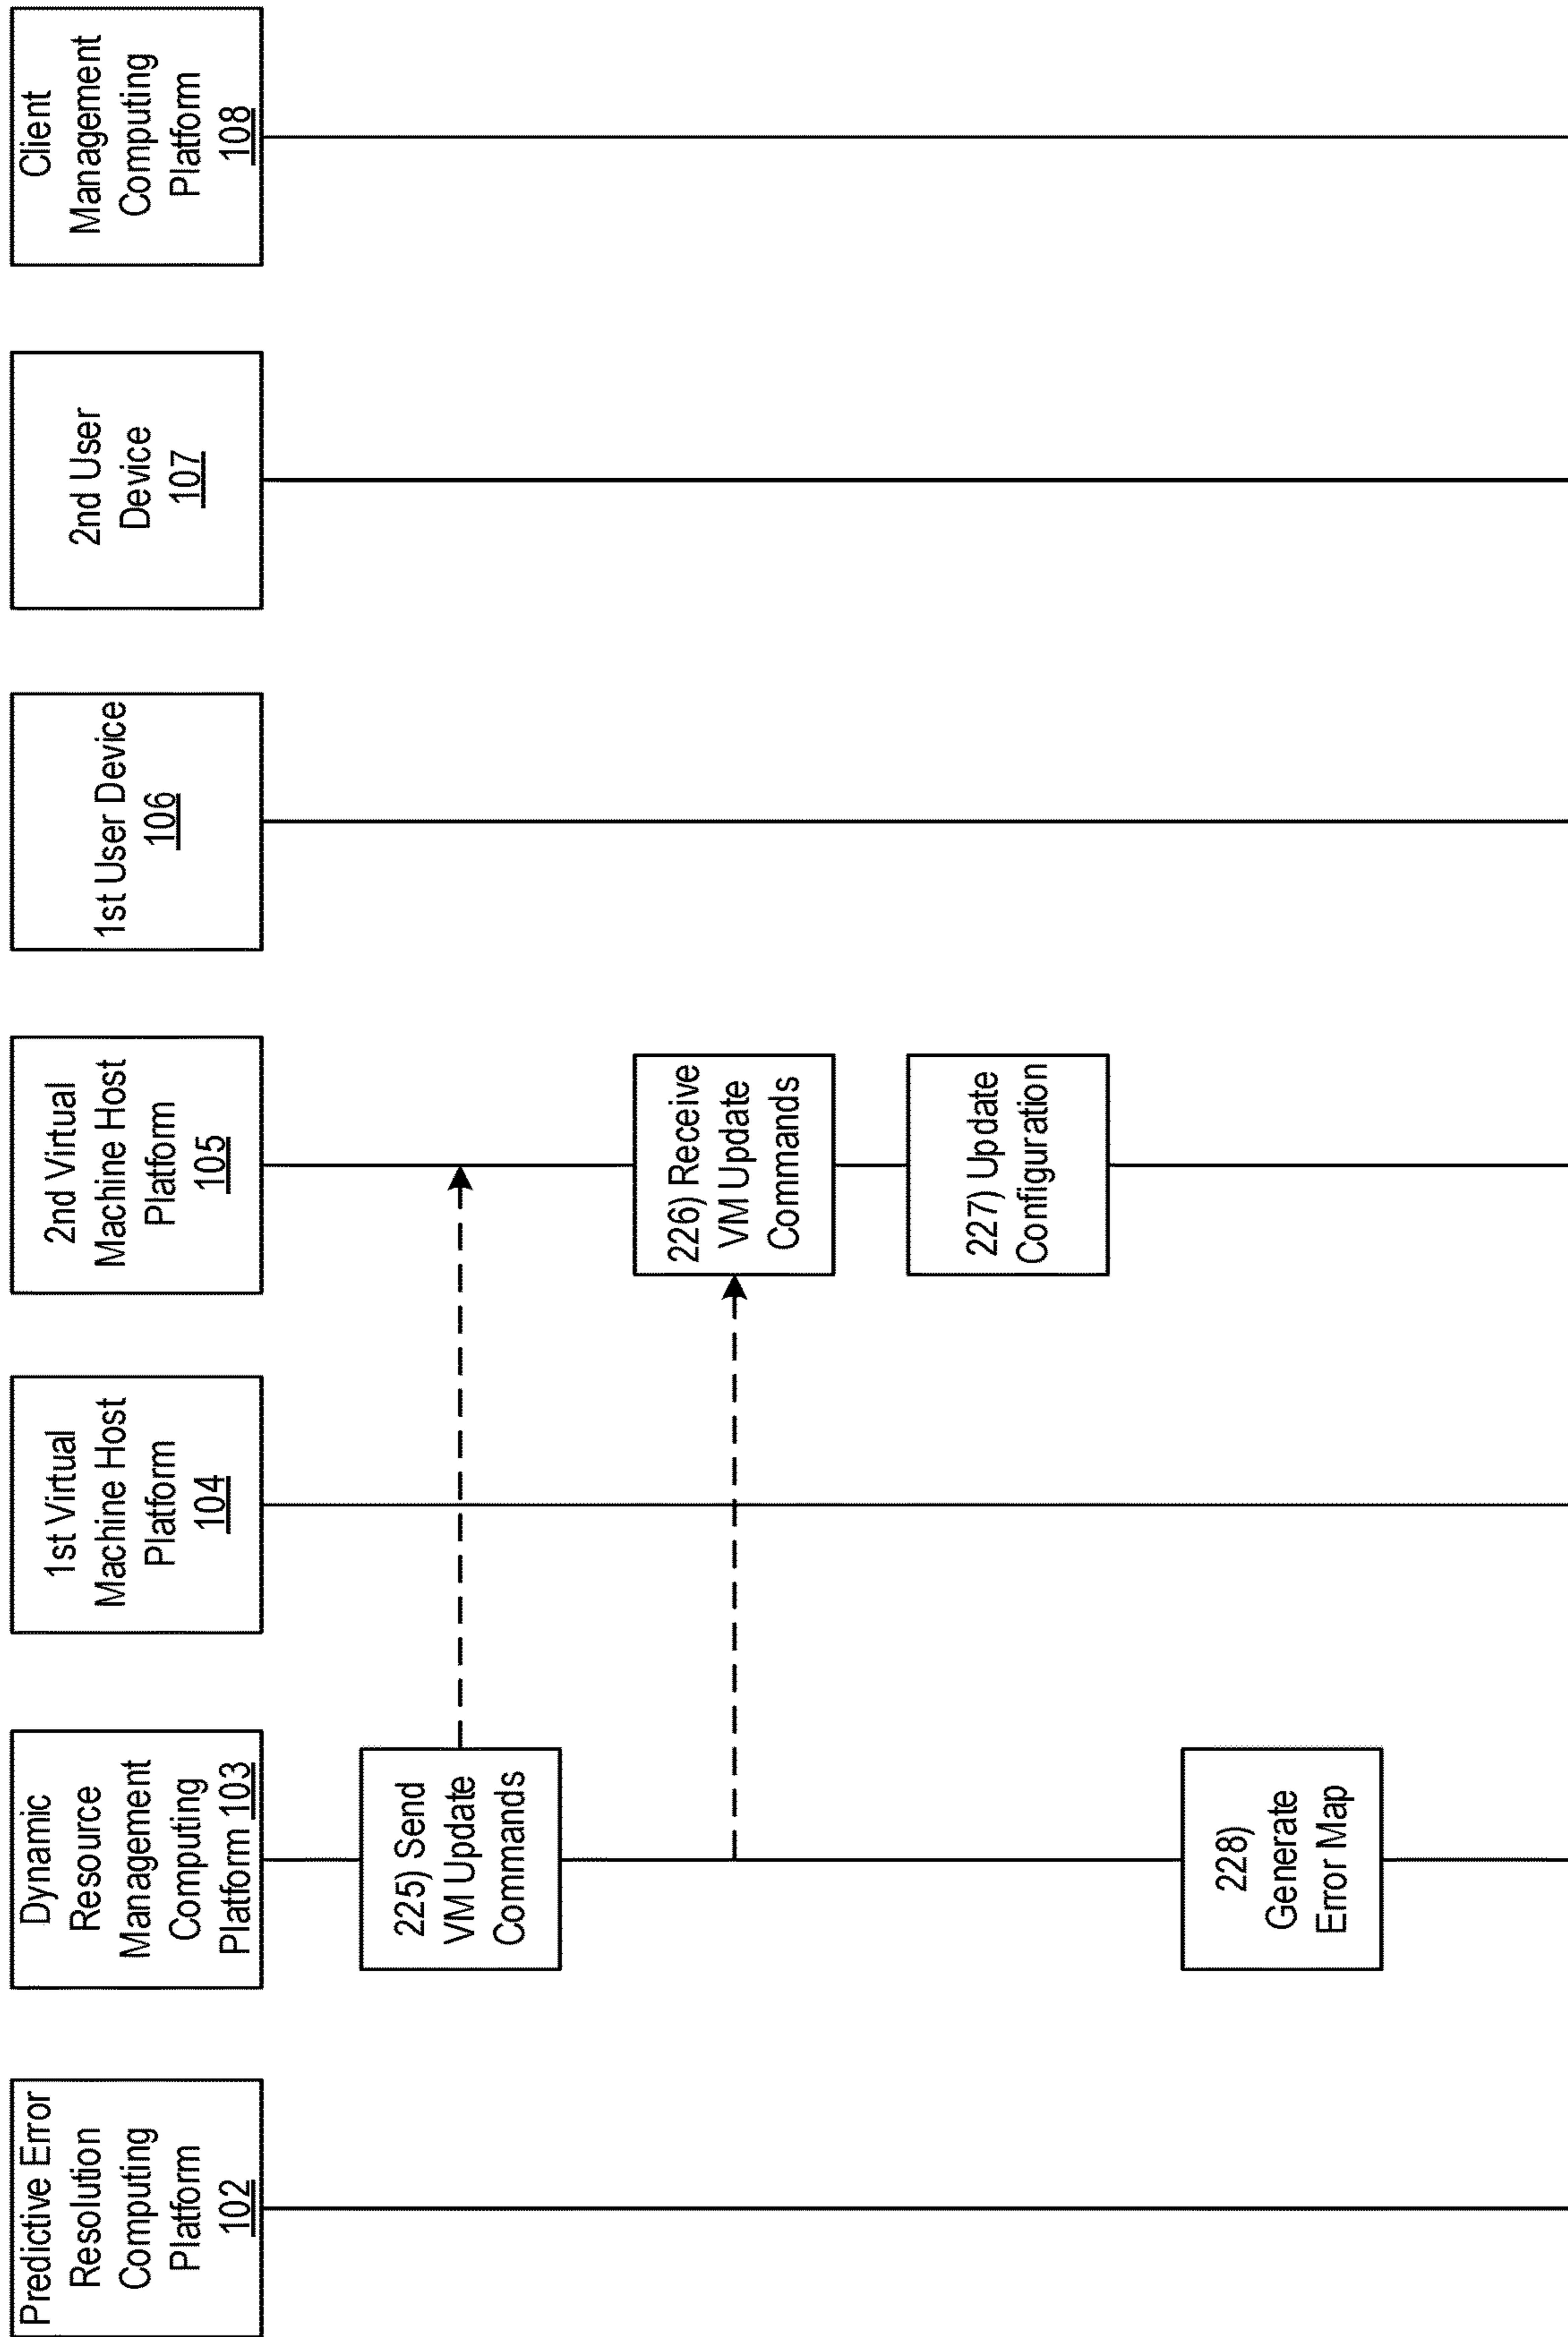 Predictive Error
Resolution
Computing
Platform
102
Dynamic
Resource
Management
Computing
Platform 103
1st Virtual
Machine Host
Platform
104
2nd Virtual
Machine Host
Platform
105
1st User Device
106
2nd User
Device
107
Client
Management
Computing
Platform
108
225) Send
VM Update
Commands
226) Receive
VM Update
Commands
227) Update
Configuration
228)
Generate
Error Map